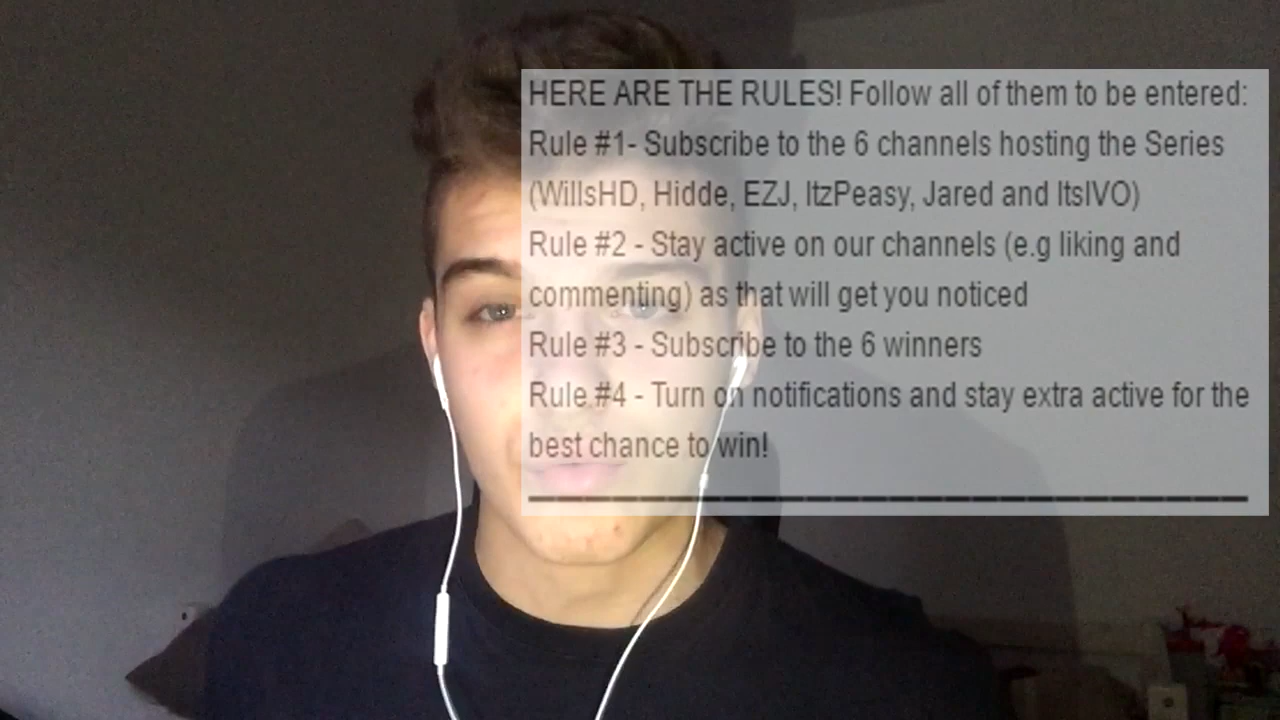 HERE ARE THE RULES! Follow all of them to be entered:
Rule #1- Subscribe to the 6 channels hosting the Series
(WillsHD, Hidde, EZJ, ItzPeasy, Jared and ItsIVO)
Rule #2 - Stay active on our channels (e.g liking and
commenting) as that will get you noticed
Rule #3 - Subscribe to the 6 winners
Rule #4 - Turn on notifications and stay extra active for the
best chance to win!